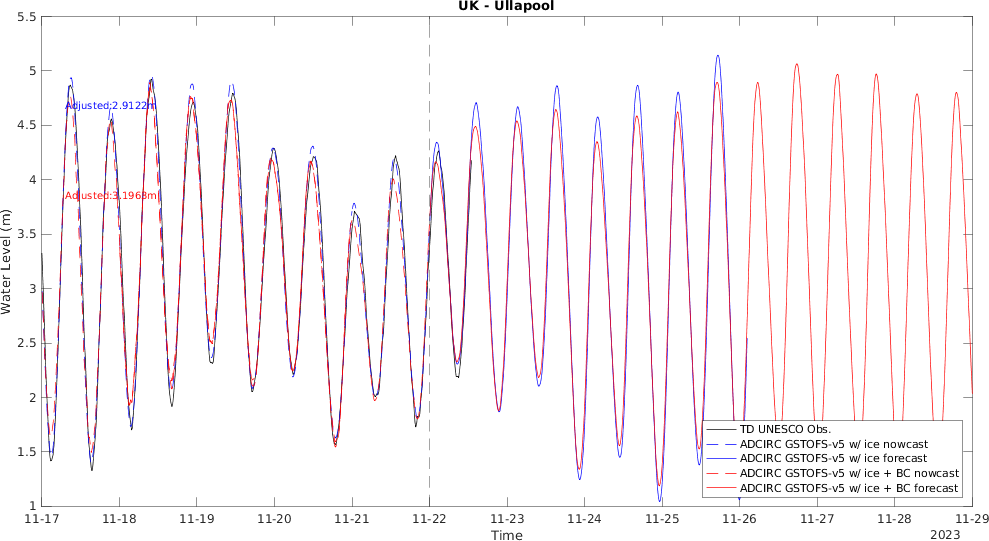 UK - Ullapool
5.5
5
4.5
4
3.5
3
2.5
2
1.5
1
Water Level (m)
Adjusted:2.9122m
Adjusted:3.1963m
TD UNESCO Obs.
ADCIRC GSTOFS-v5 w/ ice nowcast
ADCIRC GSTOFS-v5 w/ ice forecast
ADCIRC GSTOFS-v5 w/ ice + BC nowcast
ADCIRC GSTOFS-v5 w/ ice + BC forecast
11-17 11-18 11-19 11-20 11-21 11-22 11-23 11-24 11-25 11-26 11-27 11-28 11-29
Time
2023